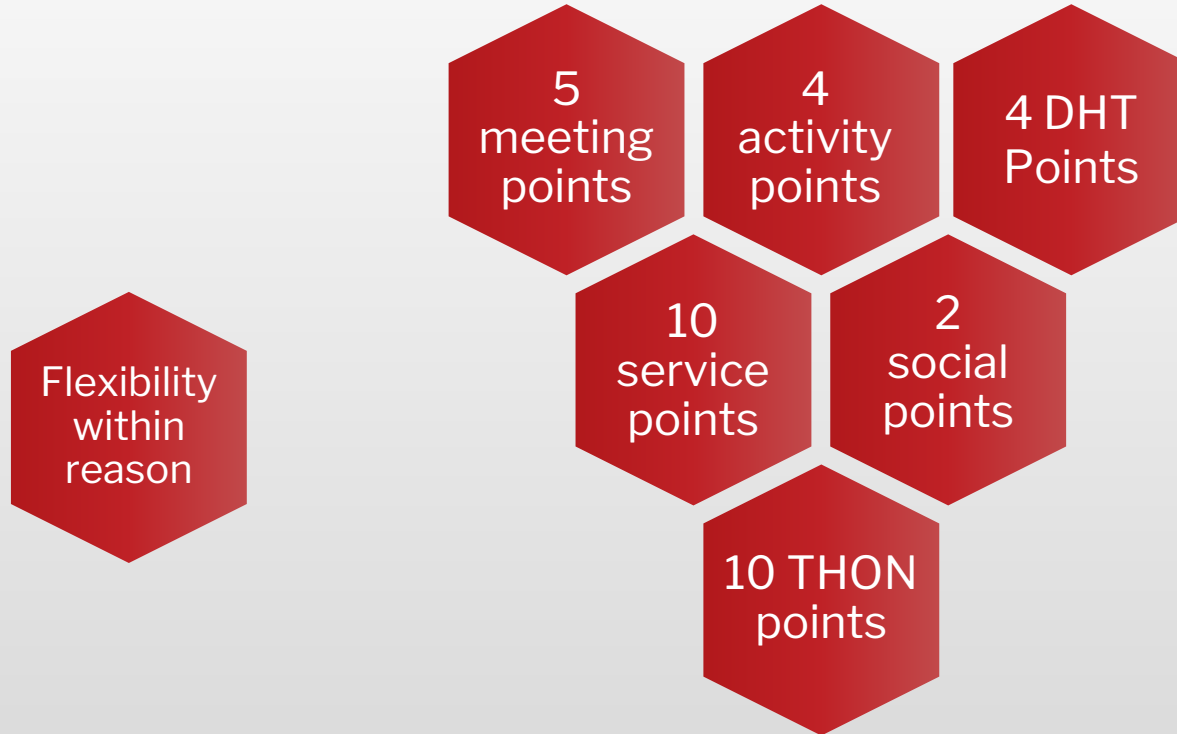 5
meeting
points
4
activity
points
4 DHT
Points
10
service
points
2
social
points
Flexibility
within
reason
10 THON
points